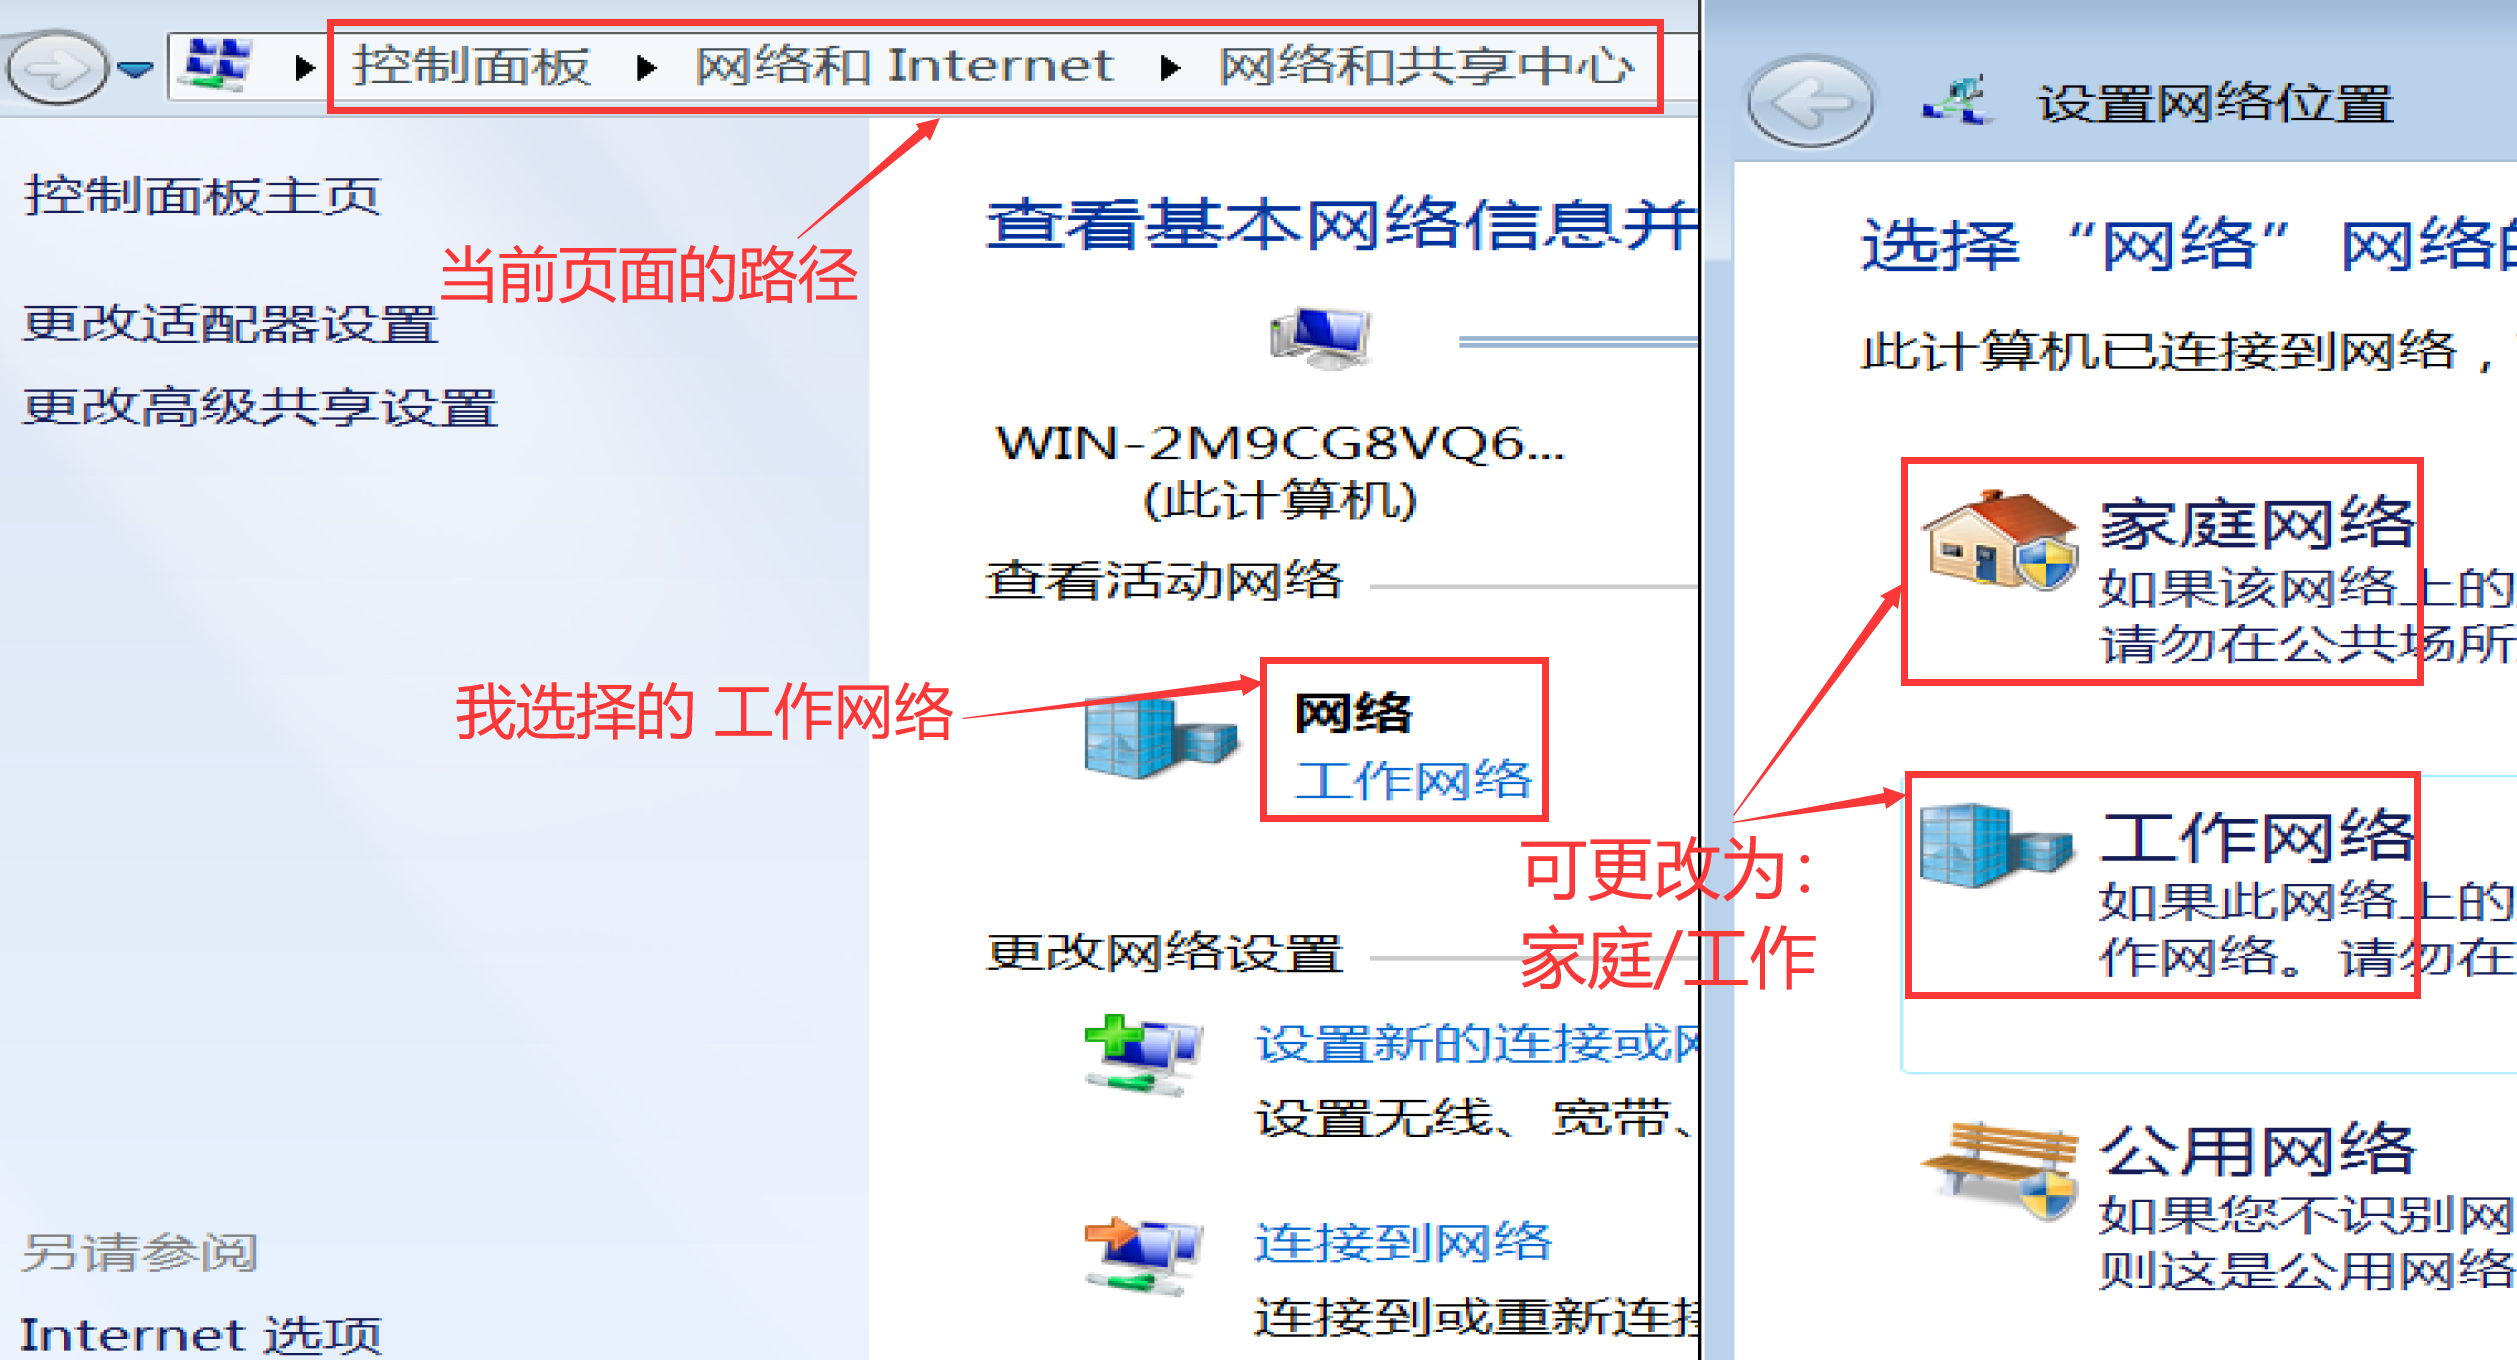 控制面板 ▶ 网络和 Internet ▶ 网络和共享中心
控制面板主页
当前页面的路径
更改适配器设置
更改高级共享设置
查看基本网络信息并
WIN-2M9CG8VQ6...
(此计算机)
查看活动网络
我选择的 工作网络
网络
工作网络
更改网络设置
设置新的连接或网
设置无线、宽带、
连接到网络
连接到或重新连接
另请参阅
Internet 选项
设置网络位置
选择“网络”网络的
此计算机已连接到网络，
家庭网络
如果该网络上的
请勿在公共场所
可更改为：
家庭/工作
工作网络
如果此网络上的
作网络。请勿在
公用网络
如果您不识别网
则这是公用网络